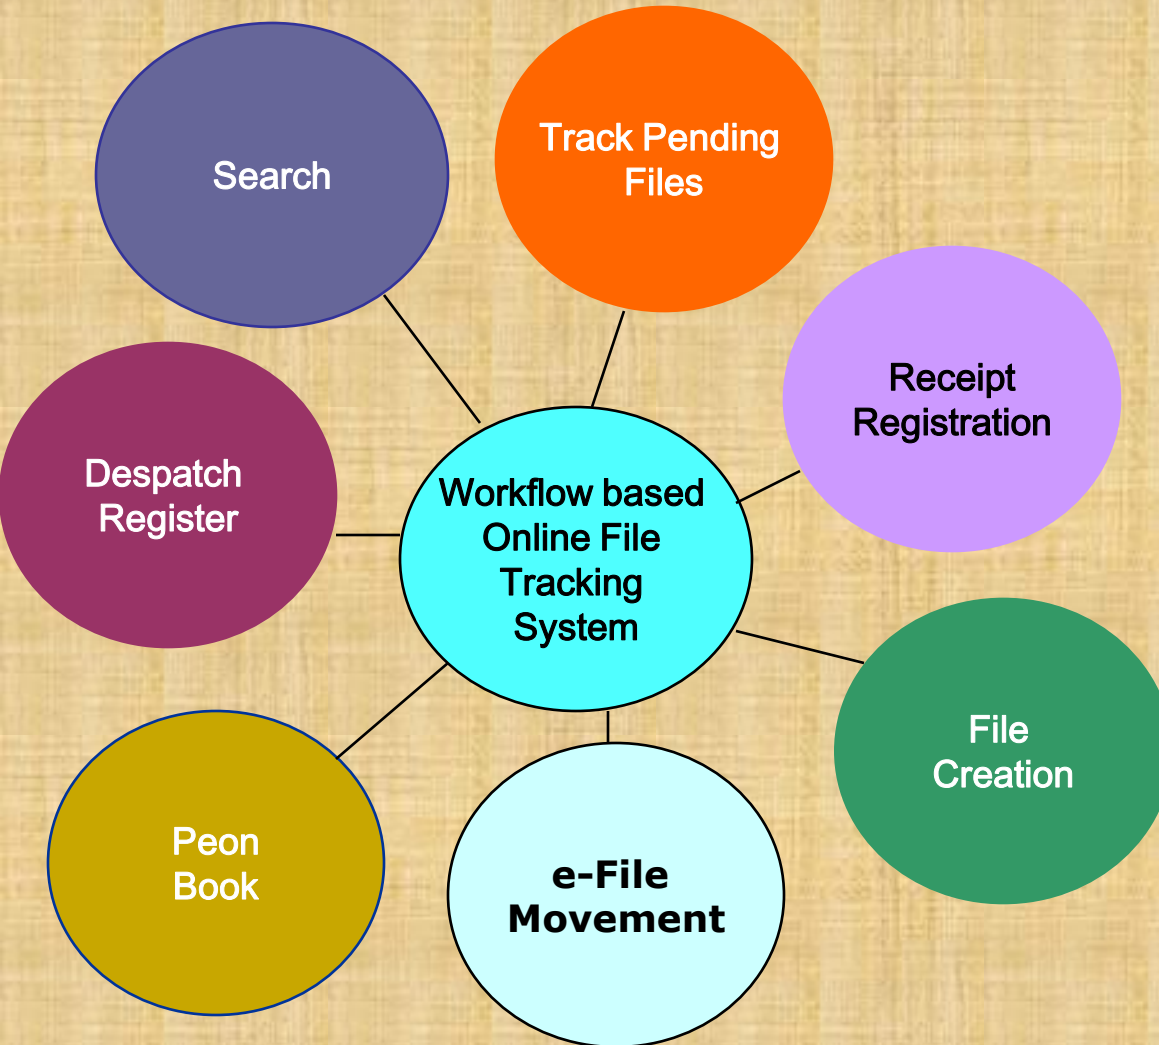 Search
Track Pending
Files
Receipt
Registration
Despatch
Register
Workflow based
Online File
Tracking
System
File
Creation
Peon
Book
e-File
Movement